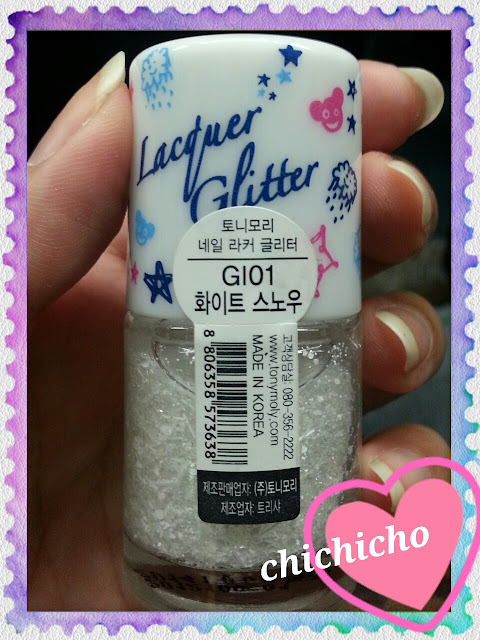 Lacquer
Glitter
토니모리
네일 라커 글리터
GI01
화이트 스노우
8 806358 573638
MADE IN KOREA
www.tonymoly.com
고객상담실: 080-356-2222
제조판매업자: (주)토니모리
제조업자: 트리샤
chichicho